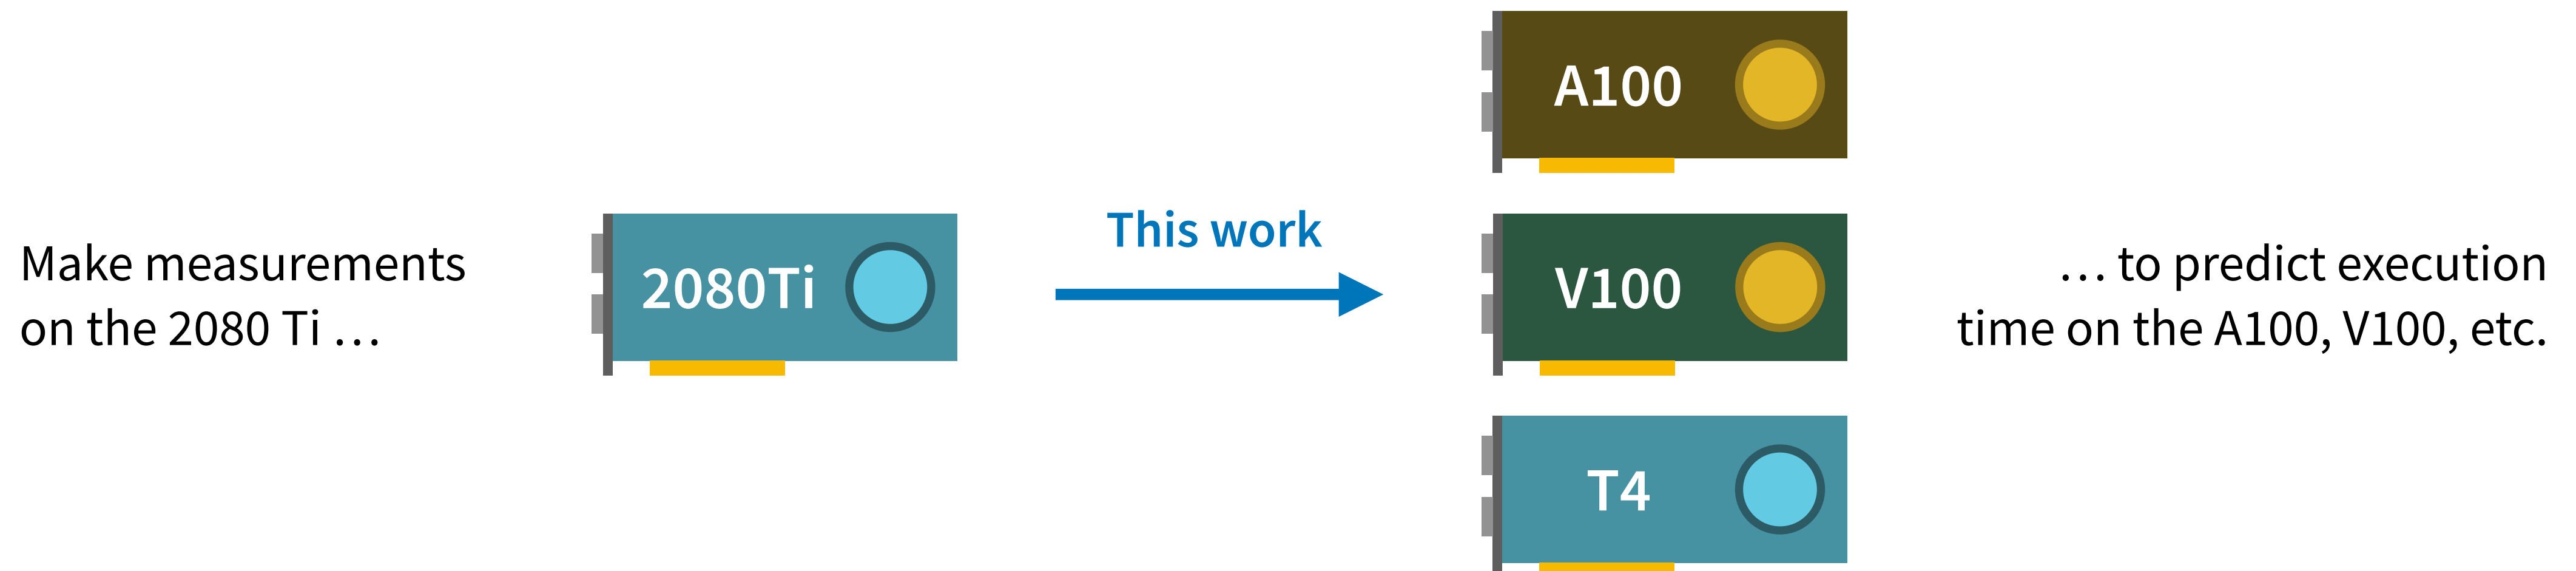 Make measurements
on the 2080 Ti …
2080Ti
This work
A100
V100
T4
… to predict execution
time on the A100, V100, etc.